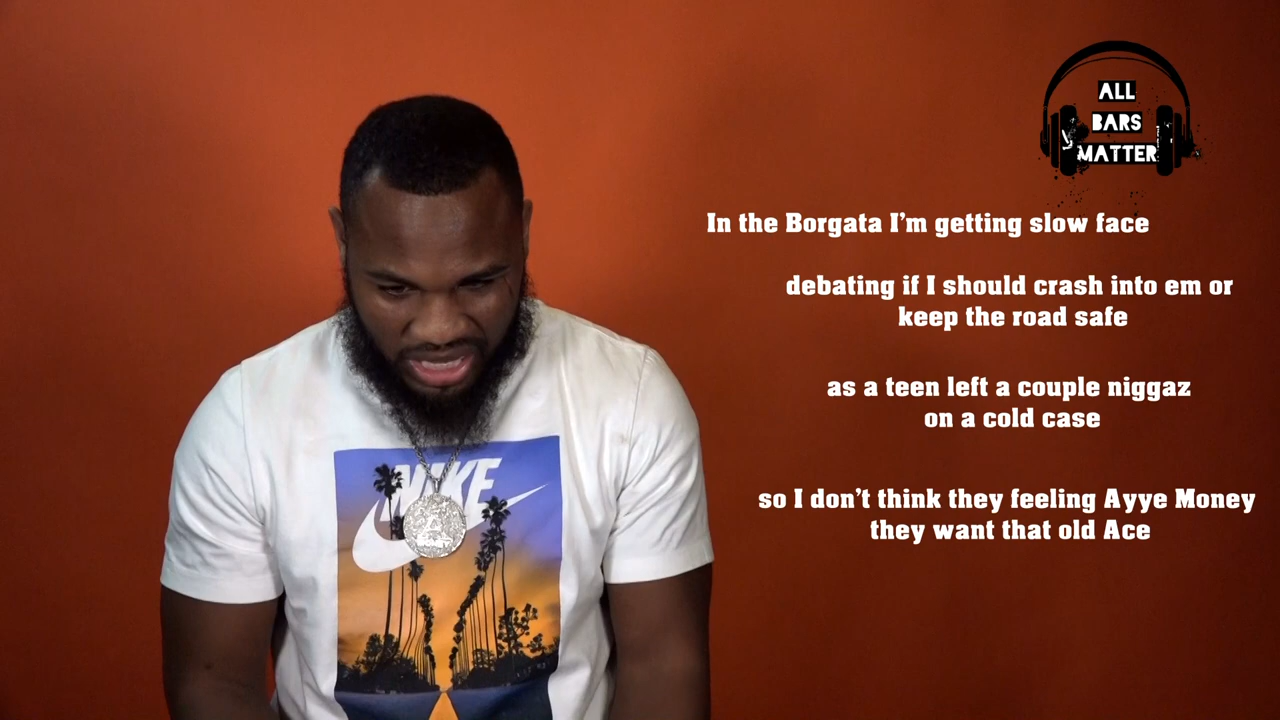 ALL
BARS
MATTER
In the Borgata I'm getting slow face
debating if I should crash into em or
keep the road safe
as a teen left a couple niggaz
on a cold case
so I don't think they feeling Ayye Money
they want that old Ace
NIKE